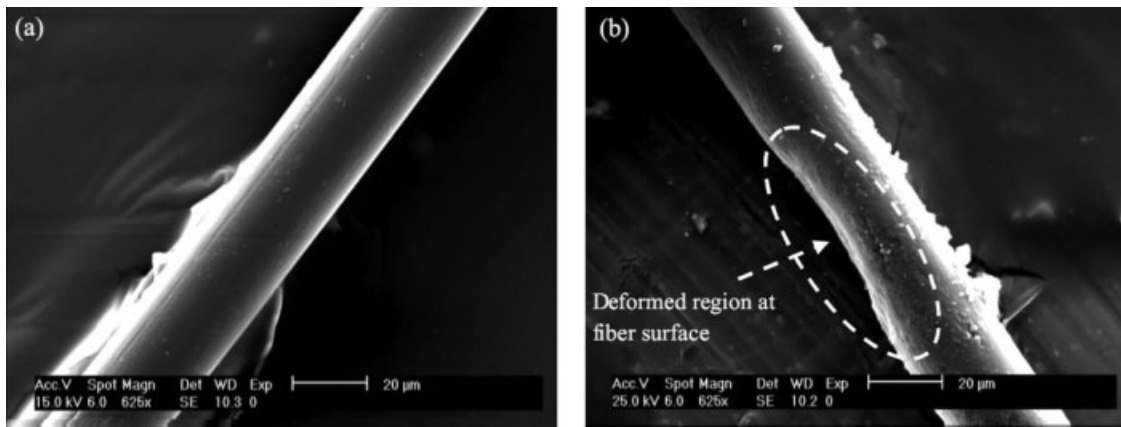 (a)
Acc.V Spot Magn Det WD Exp 20 μm
15.0 kV 6.0 625x SE 10.3 0
(b)
Deformed region at
fiber surface
Acc.V Spot Magn Det WD Exp 20 μm
25.0 kV 6.0 625x SE 10.2 0